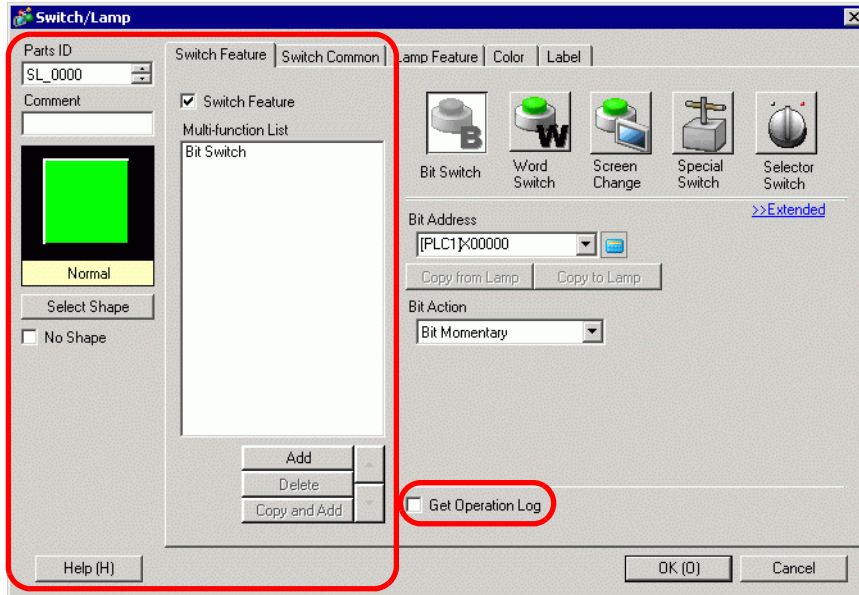 Switch/Lamp
Parts ID
SL_0000
Comment
Normal
Select Shape
No Shape
Help (H)
Switch Feature
Switch Common
Lamp Feature
Color
Label
Switch Feature
Multi-function List
Bit Switch
Add
Delete
Copy and Add
B
W
Bit Switch
Word
Switch
Screen
Change
Special
Switch
Selector
Switch
>>Extended
Bit Address
[PLC1]X00000
Copy from Lamp
Copy to Lamp
Bit Action
Bit Momentary
Get Operation Log
OK (O)
Cancel